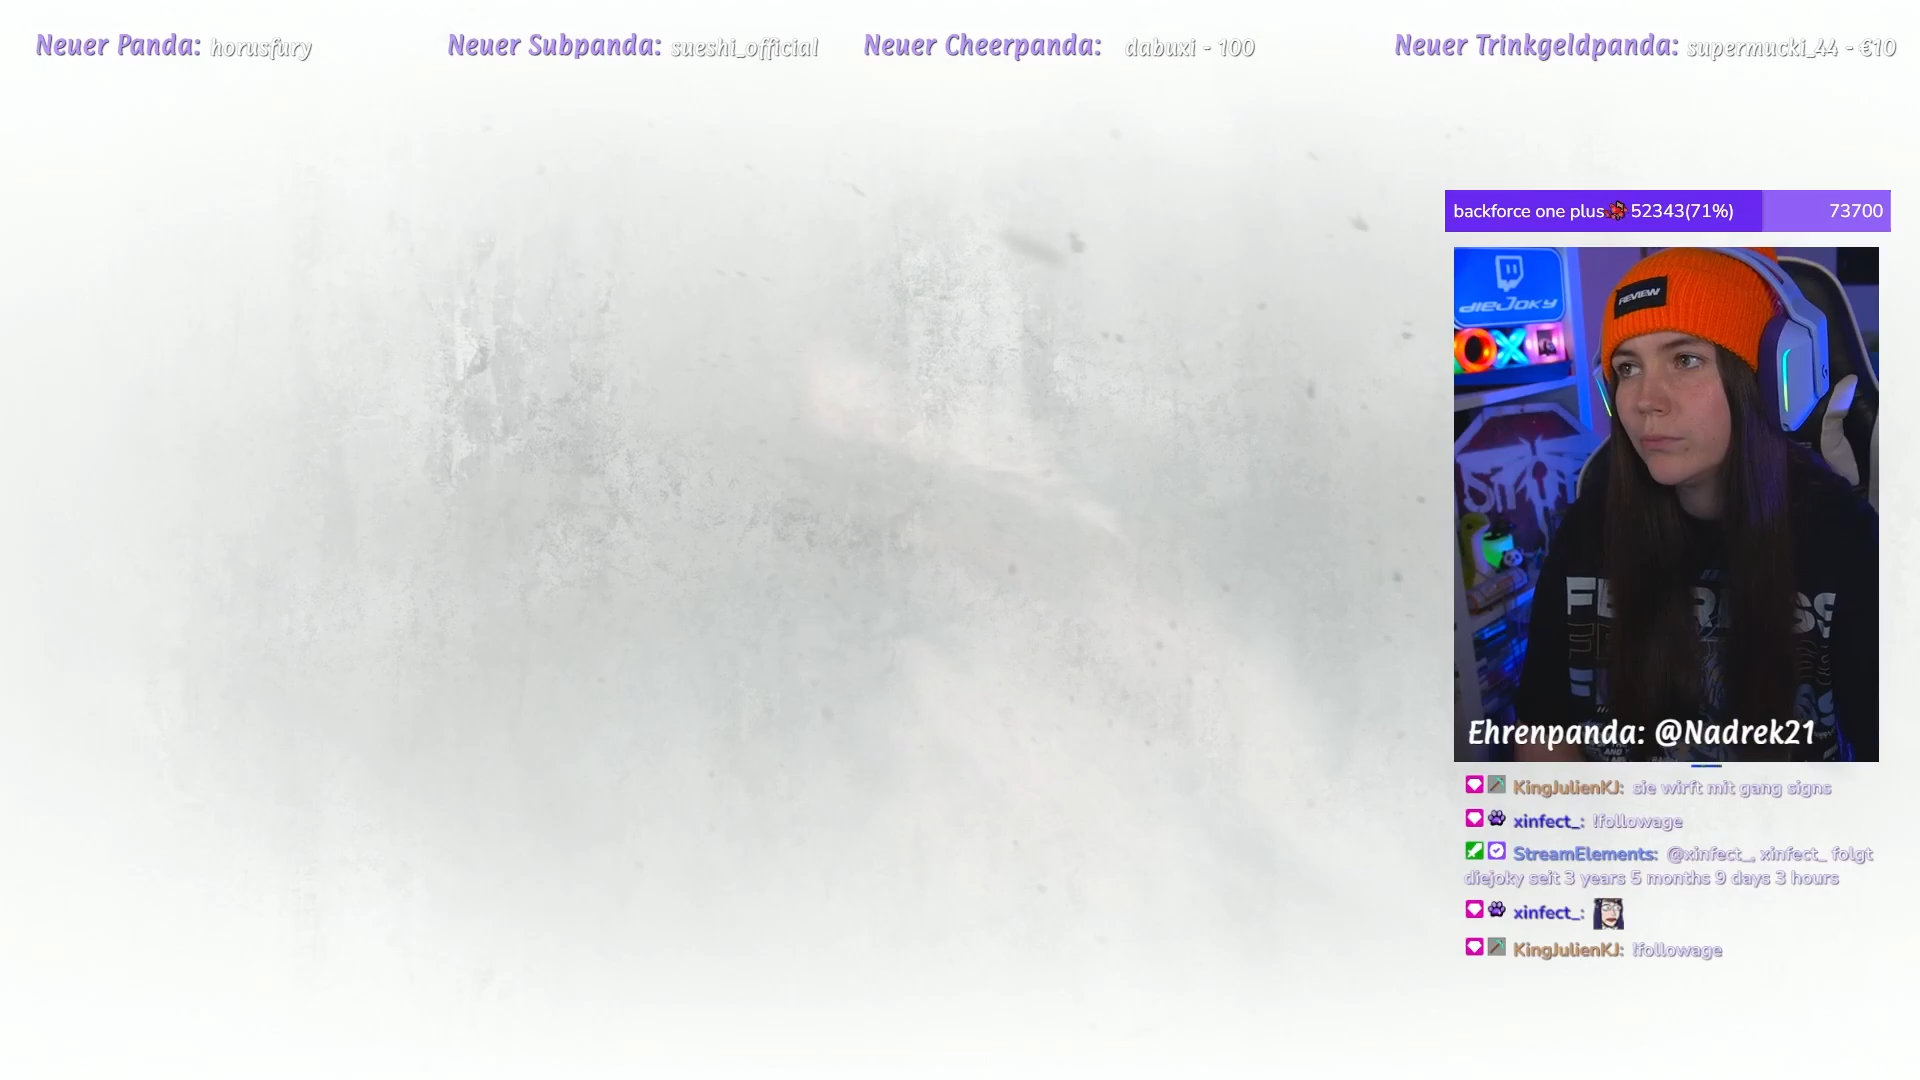 Neuer Panda: horusfury
Neuer Subpanda: sueshi_official
Neuer Cheerpanda: dabuxi - 100
Neuer Trinkgeldpanda: supermucki_44 - €10
backforce one plus 52343(71%) 73700
dieJoky
REVIEW
Ehrenpanda: @Nadrek21
KingJulienKJ: sie wirft mit gang signs
xinfect_: !followage
StreamElements: @xinfect_, xinfect_ folgt
diejoky seit 3 years 5 months 9 days 3 hours
xinfect_:
KingJulienKJ: !followage